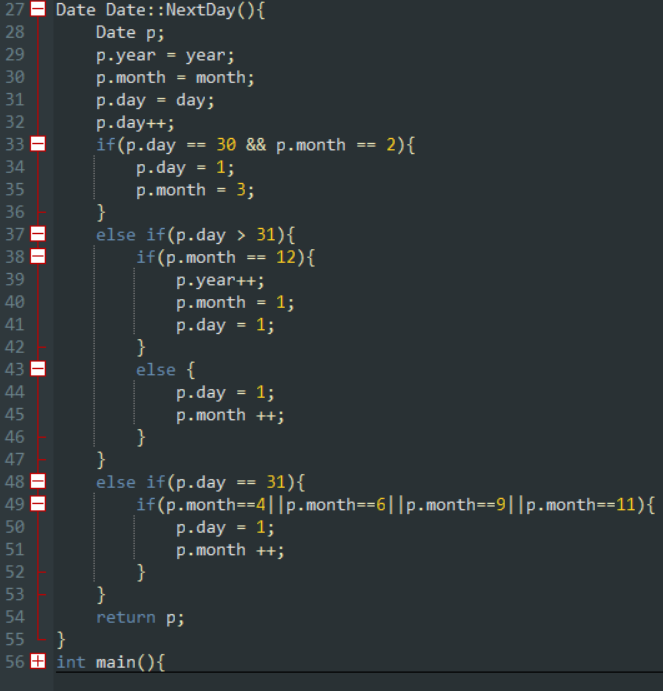 27 Date Date::NextDay(){
28 Date p;
29 p.year = year;
30 p.month = month;
31 p.day = day;
32 p.day++;
33 if(p.day == 30 && p.month == 2){
34 p.day = 1;
35 p.month = 3;
36 }
37 else if(p.day > 31){
38 if(p.month == 12){
39 p.year++;
40 p.month = 1;
41 p.day = 1;
42 }
43 else {
44 p.day = 1;
45 p.month ++;
46 }
47 }
48 else if(p.day == 31){
49 if(p.month==4||p.month==6||p.month==9||p.month==11){
50 p.day = 1;
51 p.month ++;
52 }
53 }
54 return p;
55 }
56 int main(){